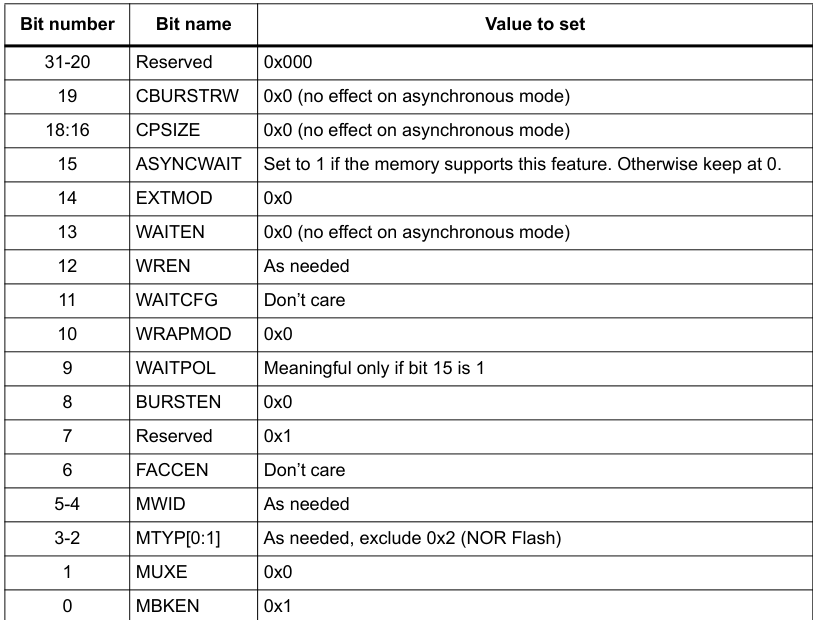 Bit number Bit name Value to set
31-20 Reserved 0x000
19 CBURSTRW 0x0 (no effect on asynchronous mode)
18:16 CPSIZE 0x0 (no effect on asynchronous mode)
15 ASYNCWAIT Set to 1 if the memory supports this feature. Otherwise keep at 0.
14 EXTMOD 0x0
13 WAITEN 0x0 (no effect on asynchronous mode)
12 WREN As needed
11 WAITCFG Don’t care
10 WRAPMOD 0x0
9 WAITPOL Meaningful only if bit 15 is 1
8 BURSTEN 0x0
7 Reserved 0x1
6 FACCEN Don’t care
5-4 MWID As needed
3-2 MTYP[0:1] As needed, exclude 0x2 (NOR Flash)
1 MUXE 0x0
0 MBKEN 0x1